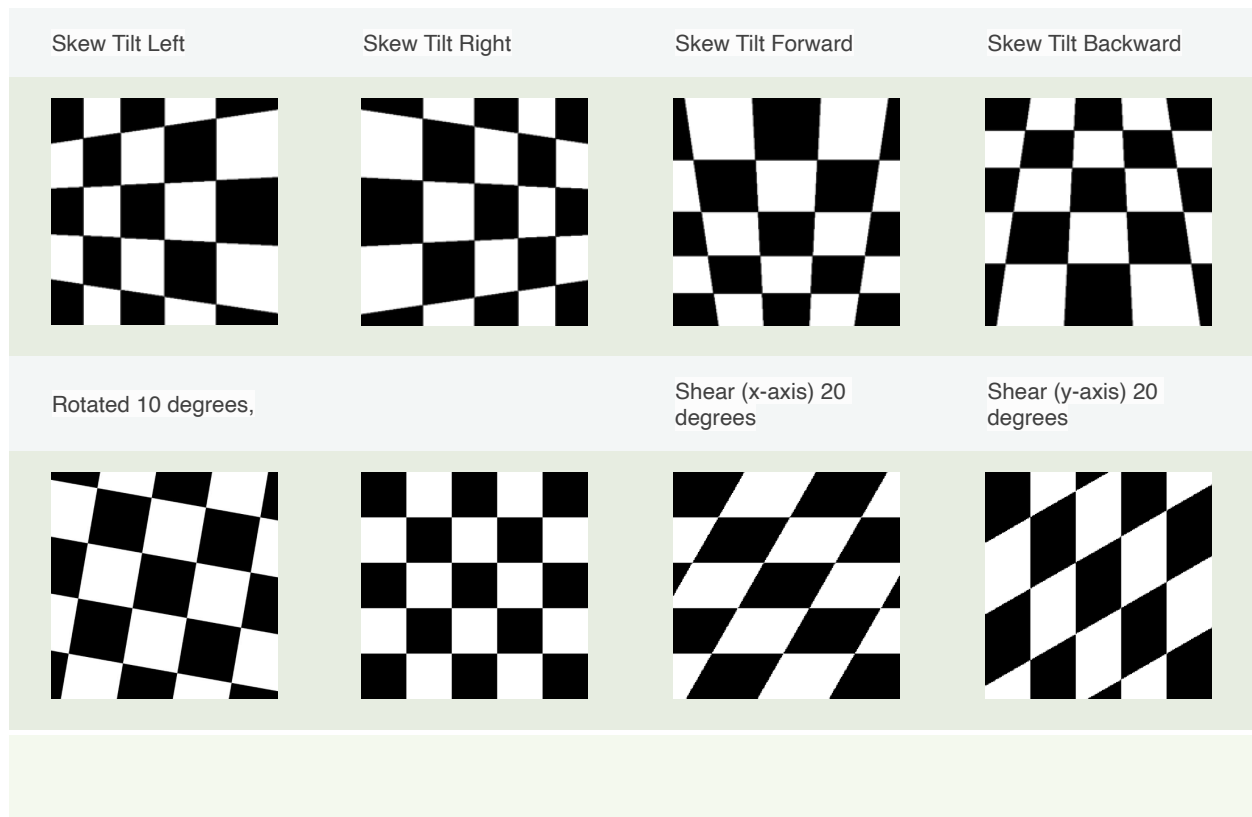 Skew Tilt Left
Skew Tilt Right
Skew Tilt Forward
Skew Tilt Backward
Rotated 10 degrees,
Shear (x-axis) 20
degrees
Shear (y-axis) 20
degrees